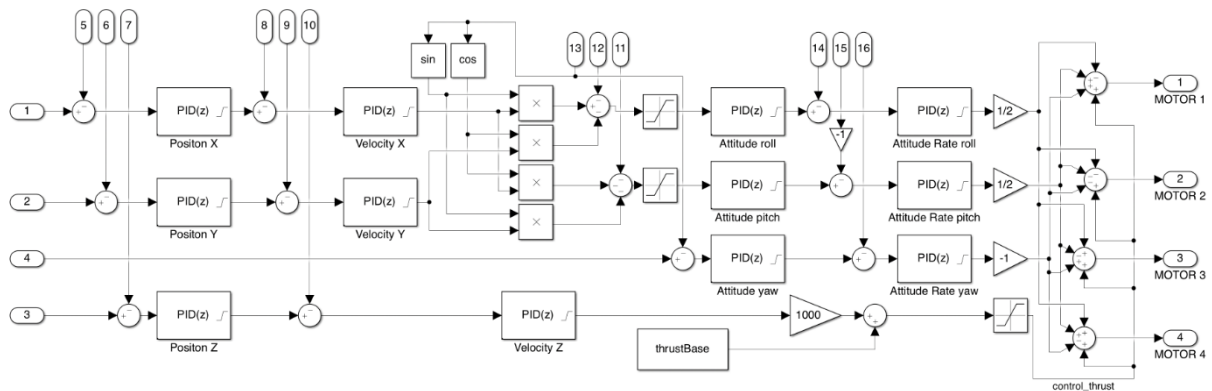 5
6
7
8
9
10
sin
cos
13
12
11
14
15
16
1
PID(z)
Positon X
PID(z)
Velocity X
×
×
PID(z)
Attitude roll
-1
PID(z)
Attitude Rate roll
1/2
1
MOTOR 1
2
PID(z)
Positon Y
PID(z)
Velocity Y
×
×
PID(z)
Attitude pitch
PID(z)
Attitude Rate pitch
1/2
2
MOTOR 2
4
PID(z)
Attitude yaw
PID(z)
Attitude Rate yaw
-1
3
MOTOR 3
3
PID(z)
Positon Z
PID(z)
Velocity Z
1000
thrustBase
4
MOTOR 4
control_thrust